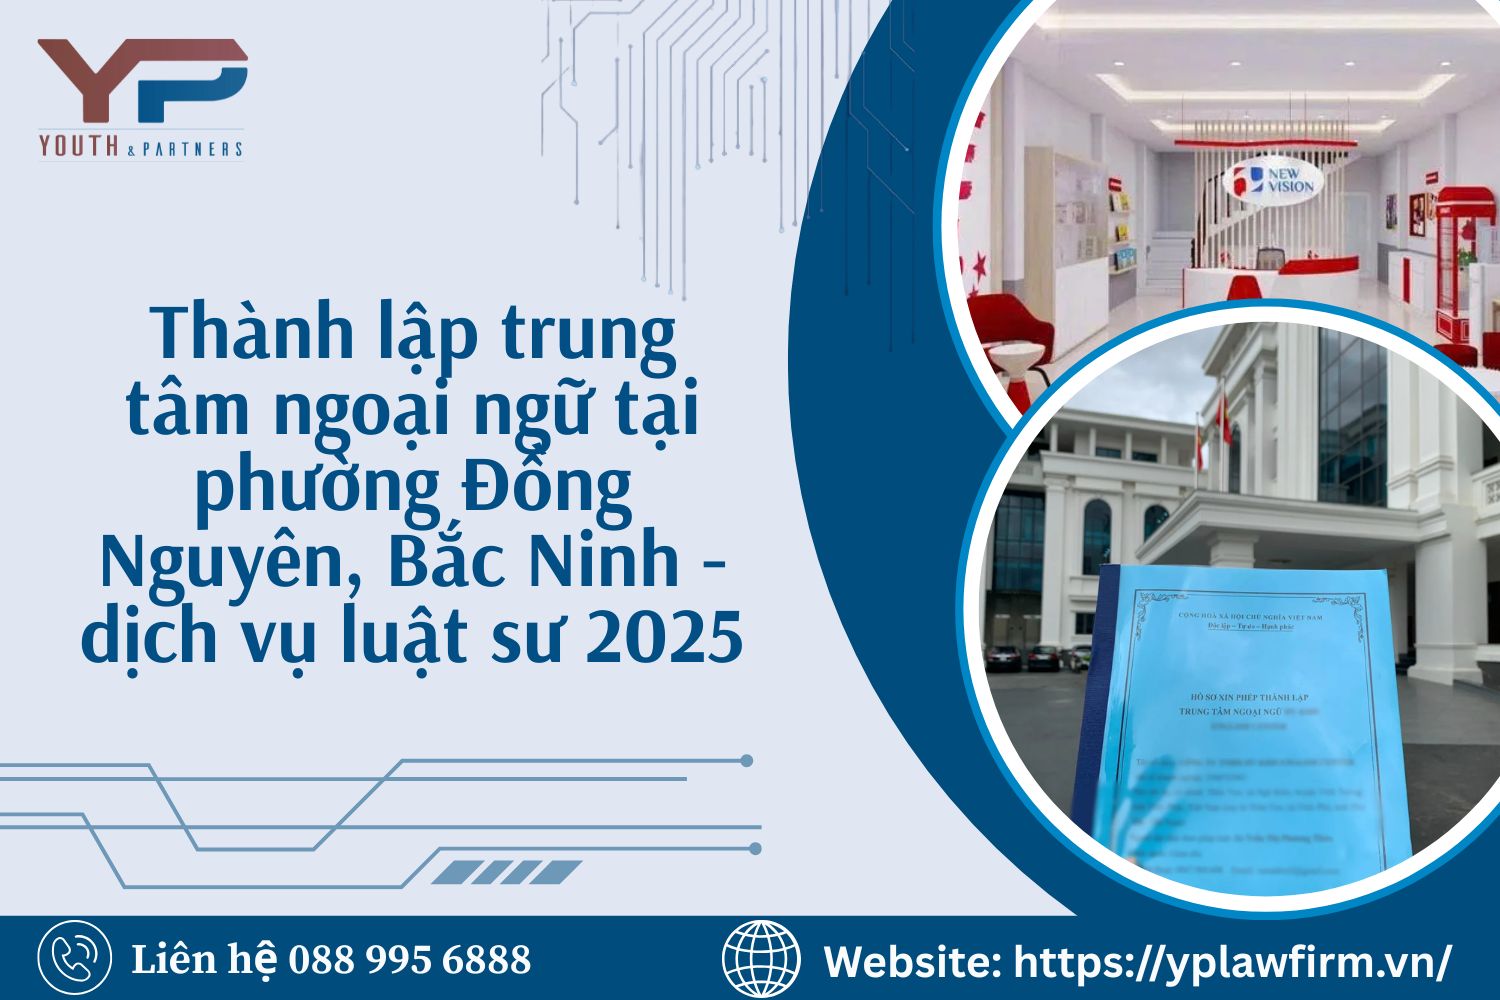 YP
YOUTH & PARTNERS
Thành lập trung
tâm ngoại ngữ tại
phường Đồng
Nguyên, Bắc Ninh -
dịch vụ luật sư 2025
NEW
VISION
CỘNG HOÀ XÃ HỘI CHỦ NGHĨA VIỆT NAM
Độc lập – Tự do – Hạnh phúc
HỒ SƠ XIN PHÉP THÀNH LẬP
TRUNG TÂM NGOẠI NGỮ
Liên hệ 088 995 6888
Website: https://yplawfirm.vn/